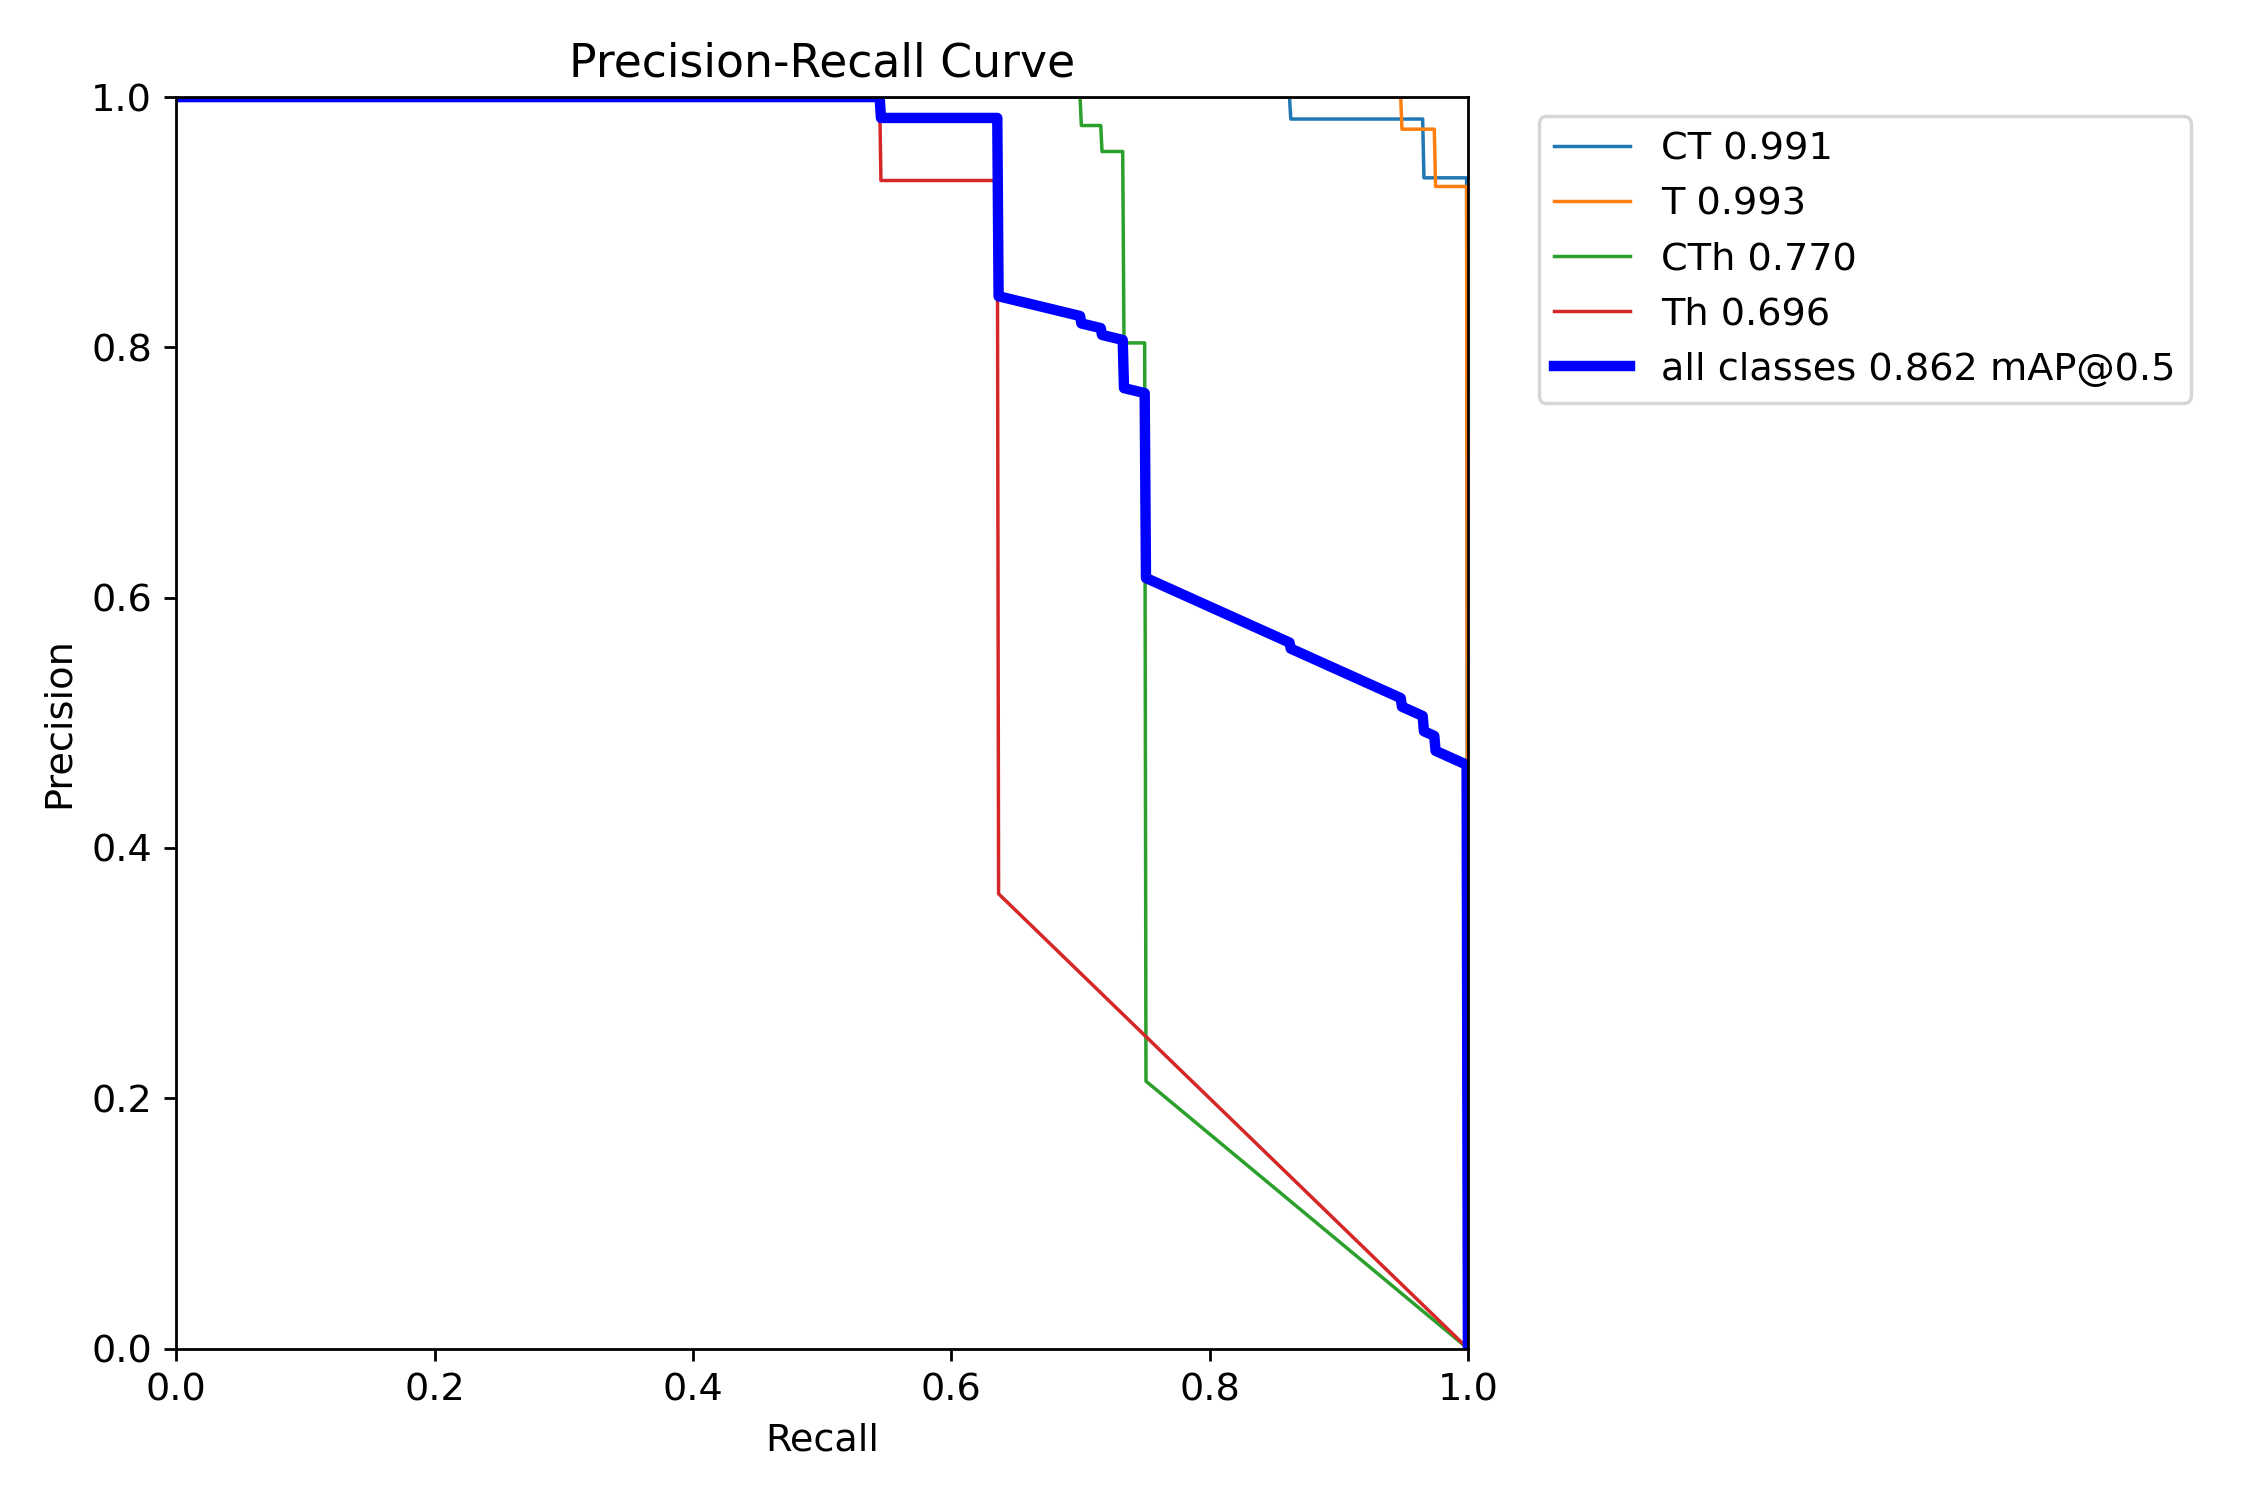 Precision-Recall Curve
1.0
0.8
0.6
0.4
0.2
0.0
Precision
0.0 0.2 0.4 0.6 0.8 1.0
Recall
CT 0.991
T 0.993
CTh 0.770
Th 0.696
all classes 0.862 mAP@0.5